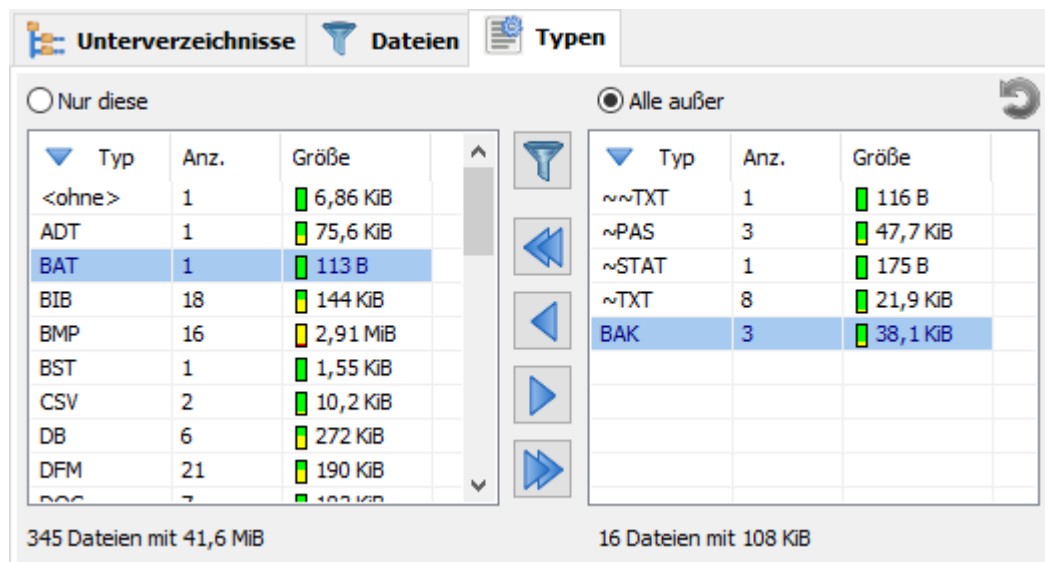 Unterverzeichnisse Dateien Typen
Nur diese
Alle außer
Typ Anz. Größe
<ohne> 1 6,86 KiB
ADT 1 75,6 KiB
BAT 1 113 B
BIB 18 144 KiB
BMP 16 2,91 MiB
BST 1 1,55 KiB
CSV 2 10,2 KiB
DB 6 272 KiB
DFM 21 190 KiB
345 Dateien mit 41,6 MiB
Typ Anz. Größe
~~TXT 1 116 B
~PAS 3 47,7 KiB
~STAT 1 175 B
~TXT 8 21,9 KiB
BAK 3 38,1 KiB
16 Dateien mit 108 KiB